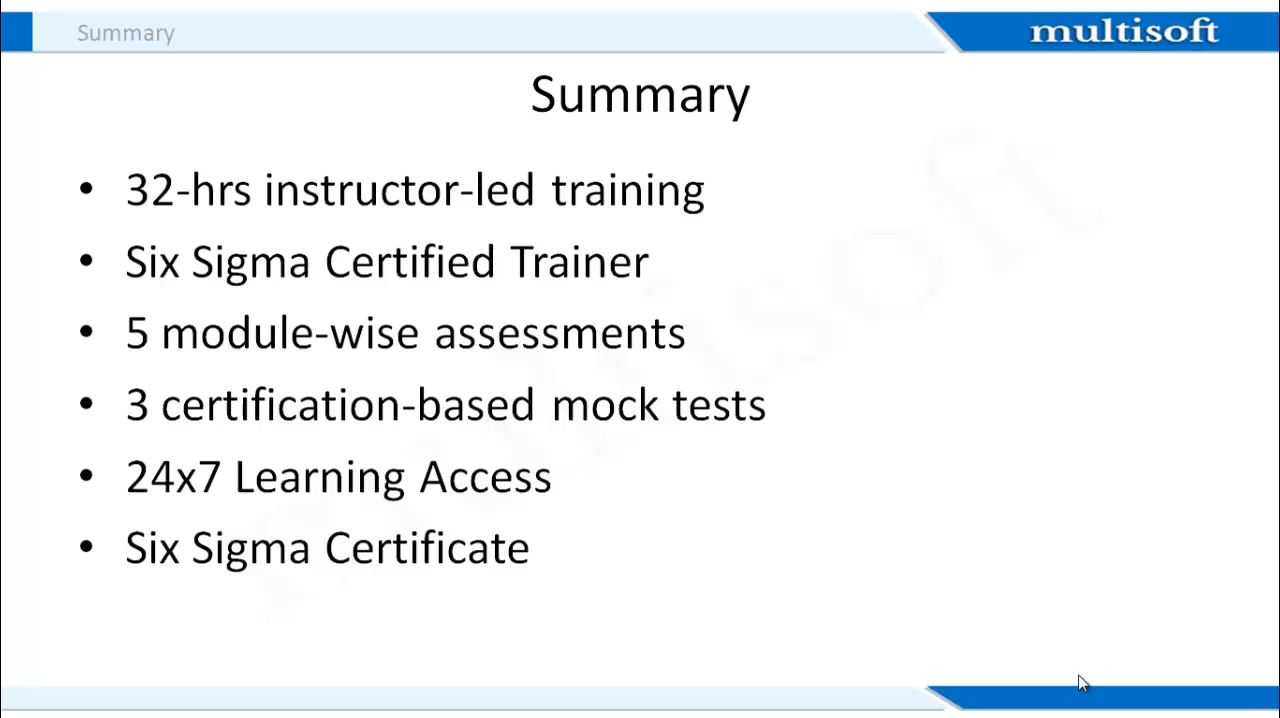 Summary
multisoft
Summary
• 32-hrs instructor-led training
• Six Sigma Certified Trainer
• 5 module-wise assessments
• 3 certification-based mock tests
• 24x7 Learning Access
• Six Sigma Certificate
multisoft